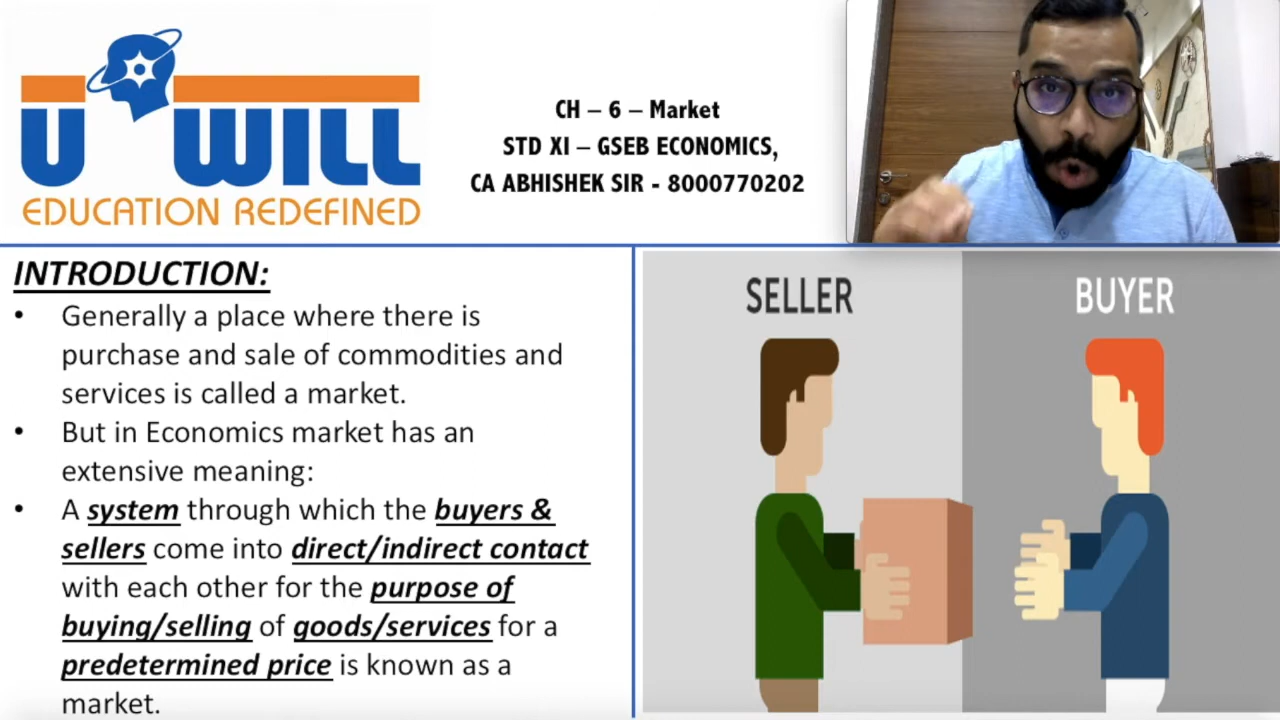 U WILL
EDUCATION REDEFINED
CH – 6 – Market
STD XI – GSEB ECONOMICS,
CA ABHISHEK SIR - 8000770202
INTRODUCTION:
• Generally a place where there is
purchase and sale of commodities and
services is called a market.
• But in Economics market has an
extensive meaning:
• A system through which the buyers &
sellers come into direct/indirect contact
with each other for the purpose of
buying/selling of goods/services for a
predetermined price is known as a
market.
SELLER
BUYER